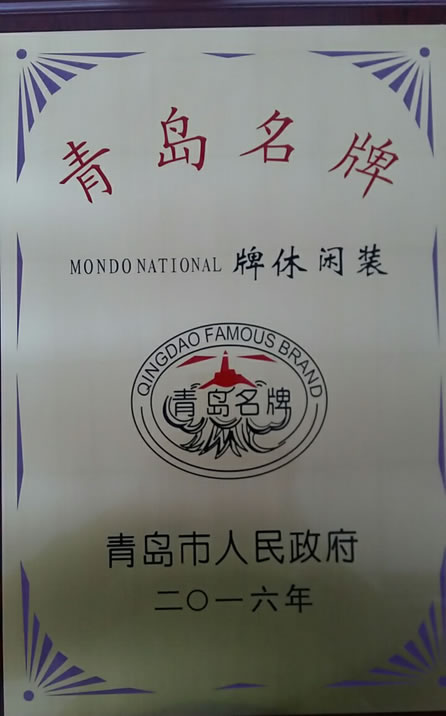 青岛名牌
MONDO NATIONAL 牌休闲装
QINGDAO FAMOUS BRAND
青岛名牌
青岛市人民政府
二〇一六年